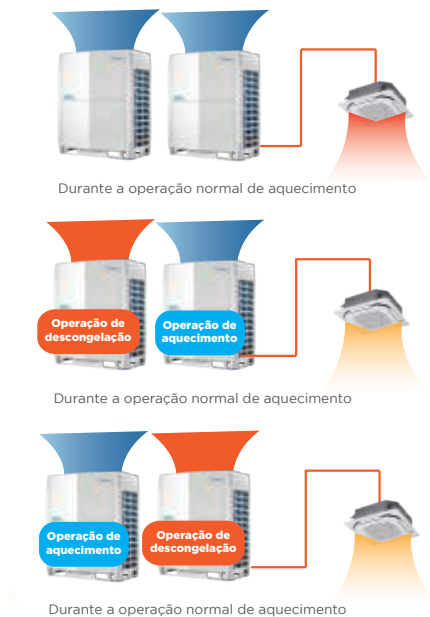 Durante a operação normal de aquecimento
Operação de
descongelação
Operação de
aquecimento
Durante a operação normal de aquecimento
Operação de
aquecimento
Operação de
descongelação
Durante a operação normal de aquecimento